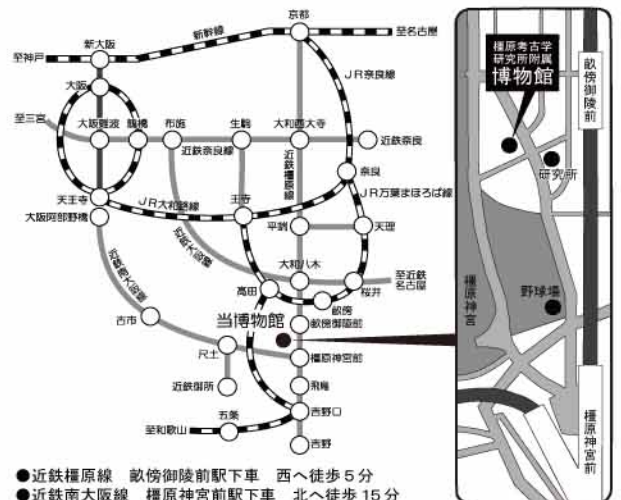 京都
新幹線
至名古屋
新大阪
至神戸
JR奈良線
大阪
至三宮
大阪難波
鶴橋
布施
生駒
大和西大寺
近鉄奈良線
近鉄奈良
近鉄橿原線
奈良
天王寺
JR大和路線
王寺
JR万葉まほろば線
大阪阿部野橋
平端
天理
近鉄大阪線
近鉄南大阪線
大和八木
至近鉄
名古屋
高田
桜井
畝傍
古市
当博物館
畝傍御陵前
尺土
橿原神宮前
近鉄御所
飛鳥
五条
吉野口
至和歌山
吉野
橿原考古学
研究所附属
博物館
畝傍御陵前
研究所
橿原神宮
野球場
橿原神宮前
●近鉄橿原線　畝傍御陵前駅下車　西へ徒歩5分
●近鉄南大阪線　橿原神宮前駅下車　北へ徒歩15分